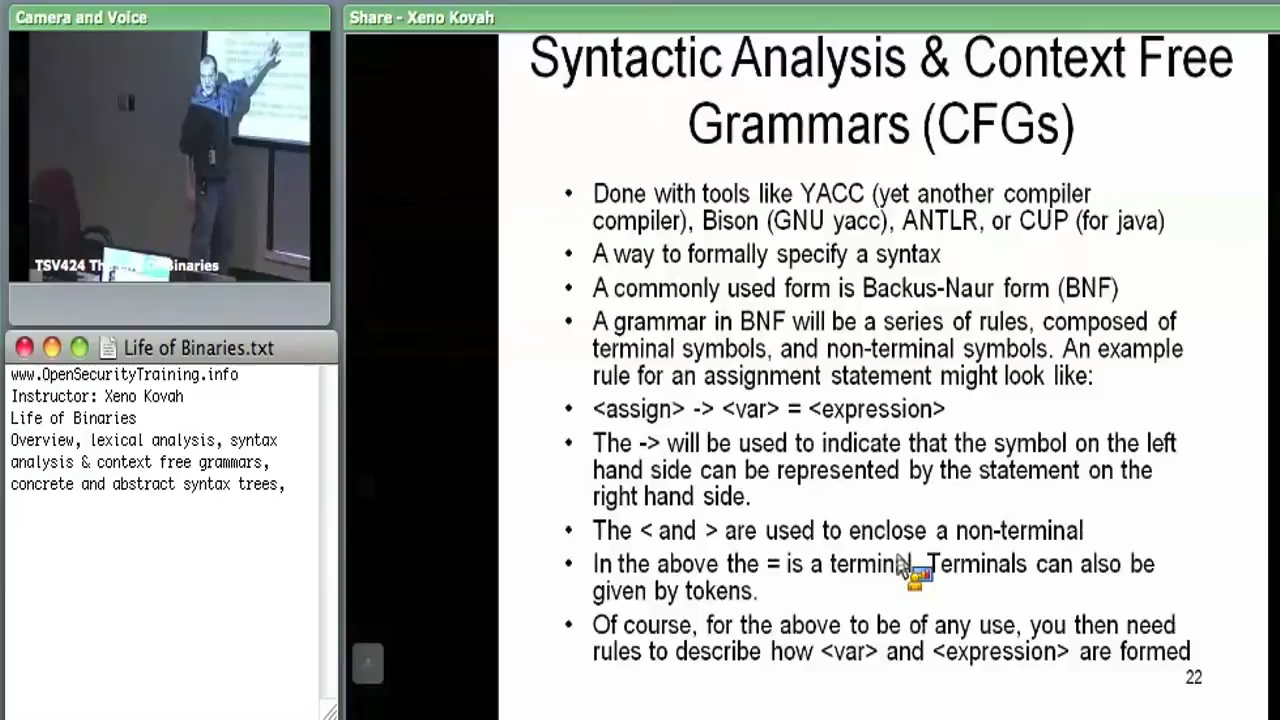 Camera and Voice
TSV424 The Life Of Binaries
Life of Binaries.txt
www.OpenSecurityTraining.info
Instructor: Xeno Kovah
Life of Binaries
Overview, lexical analysis, syntax
analysis & context free grammars,
concrete and abstract syntax trees,
Share - Xeno Kovah
Syntactic Analysis & Context Free
Grammars (CFGs)
• Done with tools like YACC (yet another compiler
compiler), Bison (GNU yacc), ANTLR, or CUP (for java)
• A way to formally specify a syntax
• A commonly used form is Backus-Naur form (BNF)
• A grammar in BNF will be a series of rules, composed of
terminal symbols, and non-terminal symbols. An example
rule for an assignment statement might look like:
• <assign> -> <var> = <expression>
• The -> will be used to indicate that the symbol on the left
hand side can be represented by the statement on the
right hand side.
• The < and > are used to enclose a non-terminal
• In the above the = is a terminal. Terminals can also be
given by tokens.
• Of course, for the above to be of any use, you then need
rules to describe how <var> and <expression> are formed
22